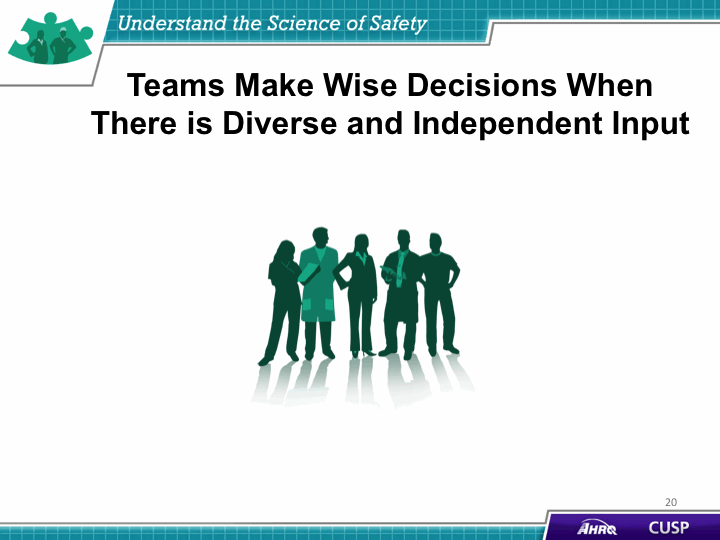 Understand the Science of Safety
Teams Make Wise Decisions When
There is Diverse and Independent Input
20
AHRQ
CUSP